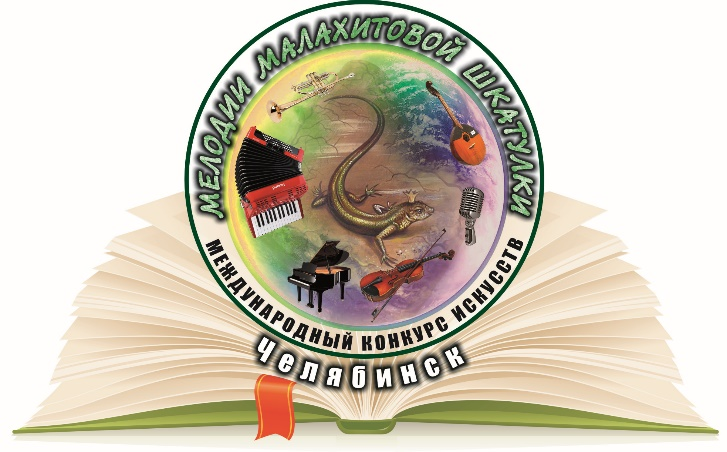 МЕЛОДИИ МАЛАХИТОВОЙ ШКАТУЛКИ
МЕЖДУНАРОДНЫЙ КОНКУРС ИСКУССТВ
Челябинск